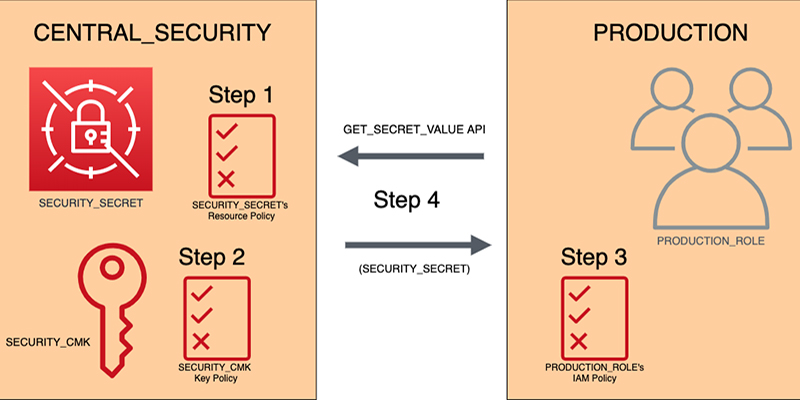 CENTRAL_SECURITY
Step 1
SECURITY_SECRET
SECURITY_SECRET's
Resource Policy
Step 2
SECURITY_CMK
SECURITY_CMK
Key Policy
GET_SECRET_VALUE API
Step 4
(SECURITY_SECRET)
PRODUCTION
PRODUCTION_ROLE
Step 3
PRODUCTION_ROLE's
IAM Policy